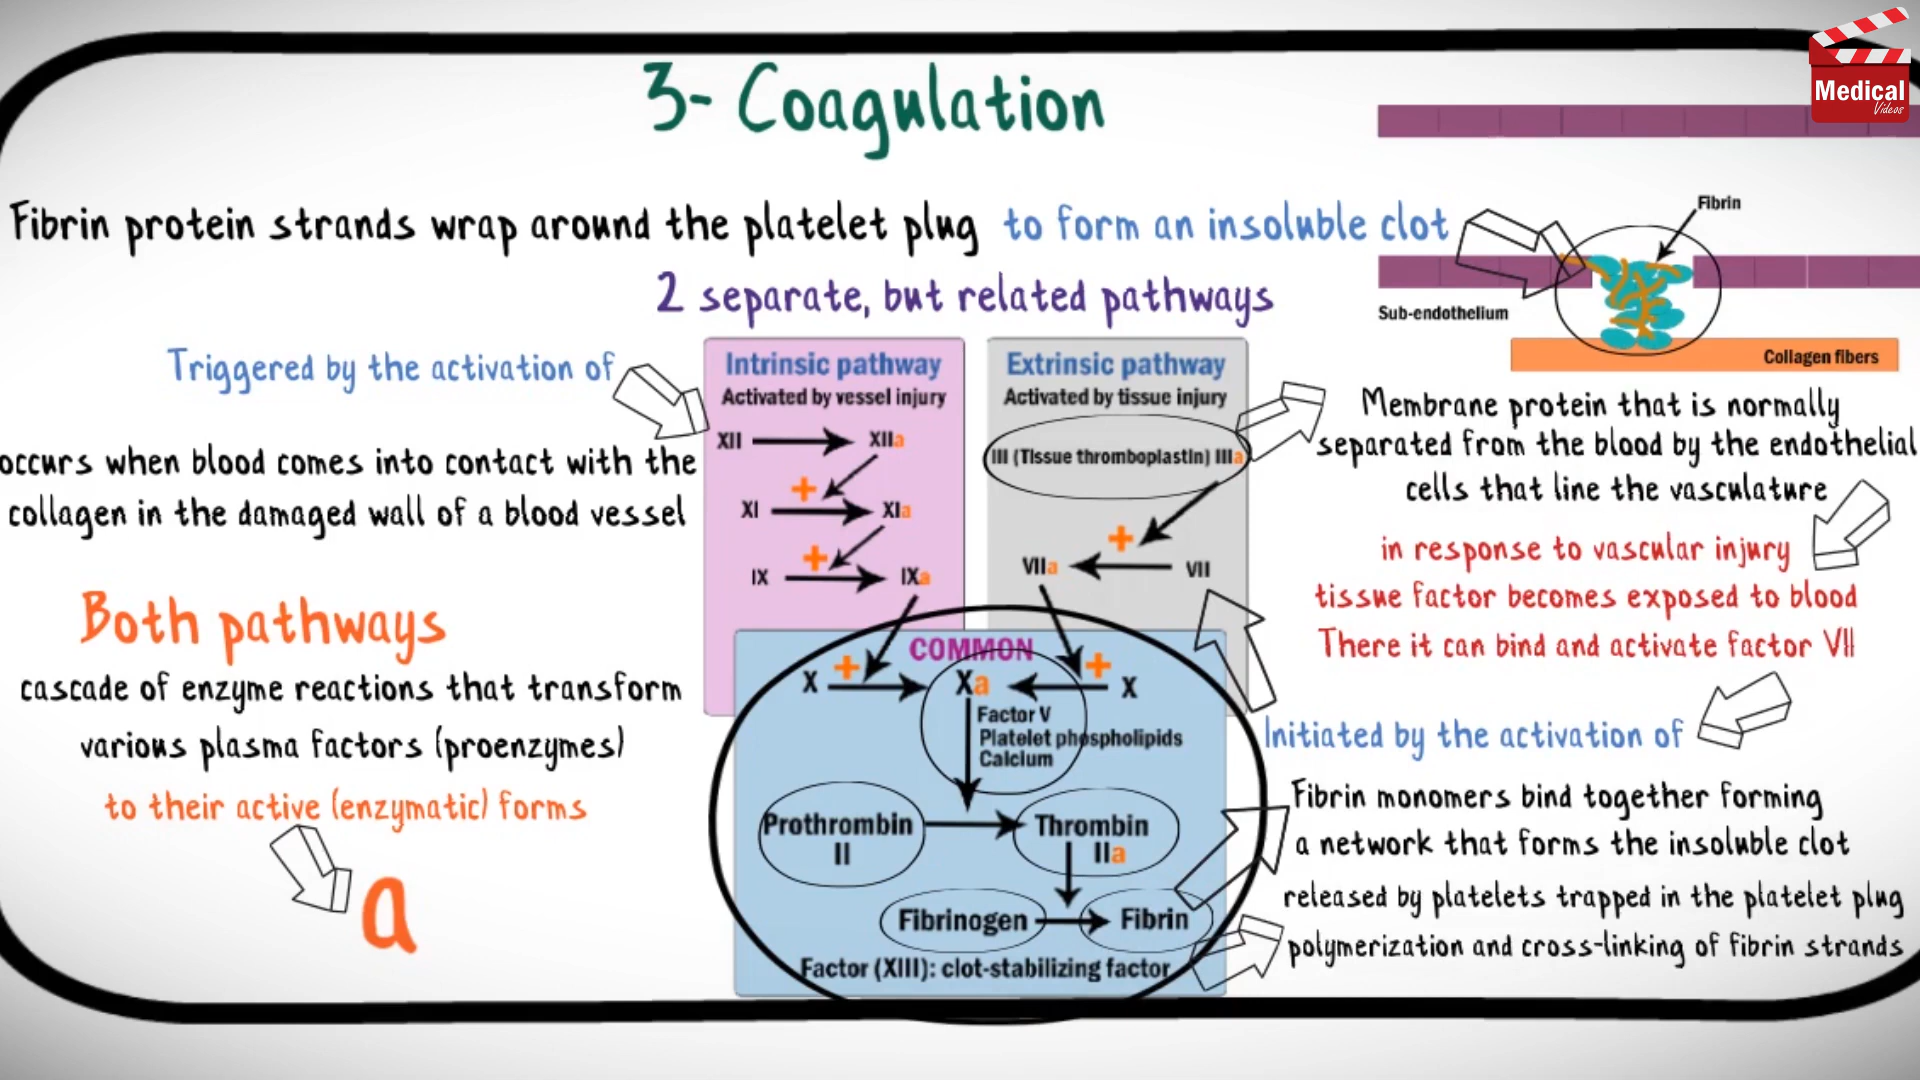 Medical
Videos
3- Coagulation
Fibrin protein strands wrap around the platelet plug to form an insoluble clot
2 separate, but related pathways
Fibrin
Sub-endothelium
Collagen fibers
Triggered by the activation of
occurs when blood comes into contact with the
collagen in the damaged wall of a blood vessel
Both pathways
cascade of enzyme reactions that transform
various plasma factors (proenzymes)
to their active (enzymatic) forms
a
Intrinsic pathway
Activated by vessel injury
XII XIIa
+
XI XIa
+
IX IXa
Extrinsic pathway
Activated by tissue injury
III (Tissue thromboplastin) IIIa
+
VIIa VII
COMMON
+ +
X Xa X
Factor V
Platelet phospholipids
Calcium
Prothrombin
II
Thrombin
IIa
Fibrinogen Fibrin
Factor (XIII): clot-stabilizing factor
Membrane protein that is normally
separated from the blood by the endothelial
cells that line the vasculature
in response to vascular injury
tissue factor becomes exposed to blood
There it can bind and activate factor VII
Initiated by the activation of
Fibrin monomers bind together forming
a network that forms the insoluble clot
released by platelets trapped in the platelet plug
polymerization and cross-linking of fibrin strands